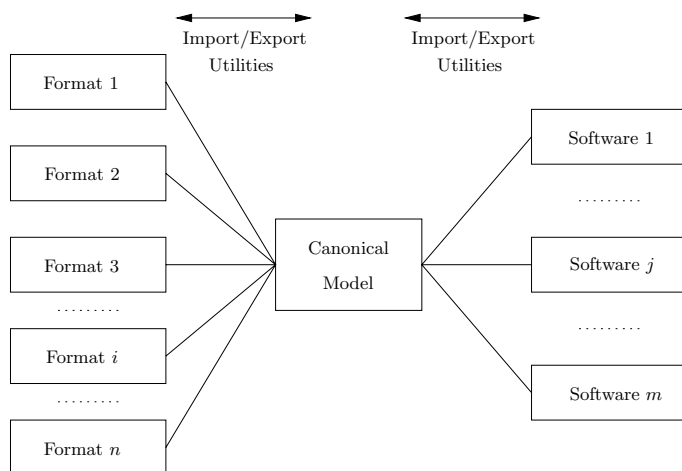 Import/Export
Utilities
Import/Export
Utilities
Format 1
Format 2
Format 3
.........
Format i
.........
Format n
Canonical
Model
Software 1
.........
Software j
.........
Software m